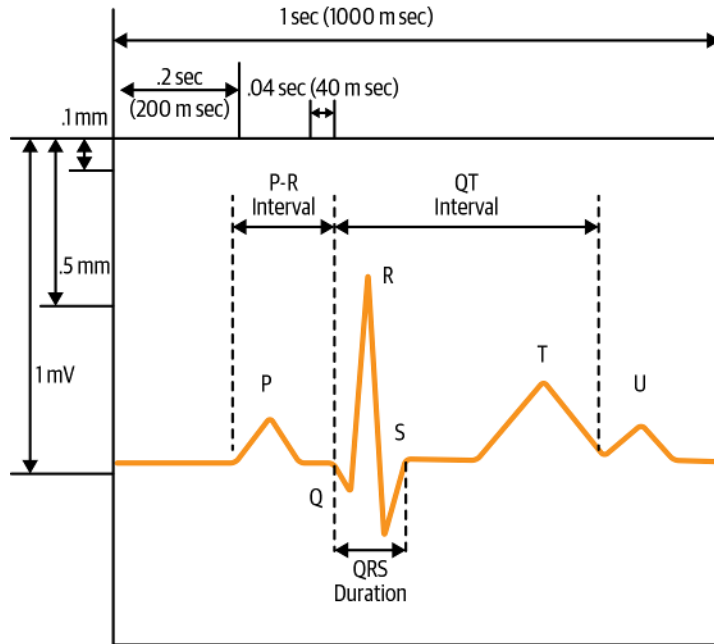 1 sec (1000 m sec)
.2 sec
(200 m sec)
.04 sec (40 m sec)
.1 mm
P-R
Interval
QT
Interval
.5 mm
R
1 mV
P
T
U
S
Q
QRS
Duration